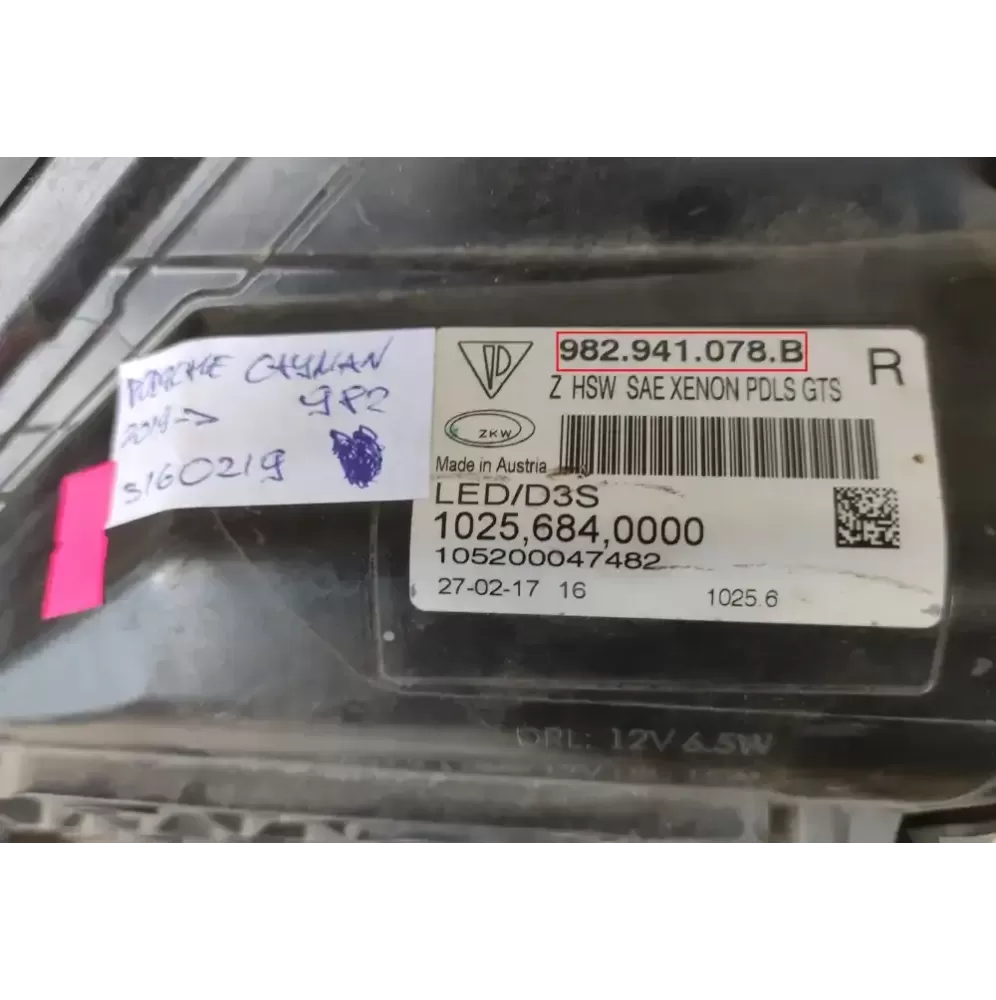 PORSCHE CAYMAN
982
2019->
3160219
982.941.078.B
R
Z HSW SAE XENON PDLS GTS
ZKW
Made in Austria
LED/D3S
1025,684,0000
105200047482
27-02-17 16
1025.6
DRL: 12V 6.5W